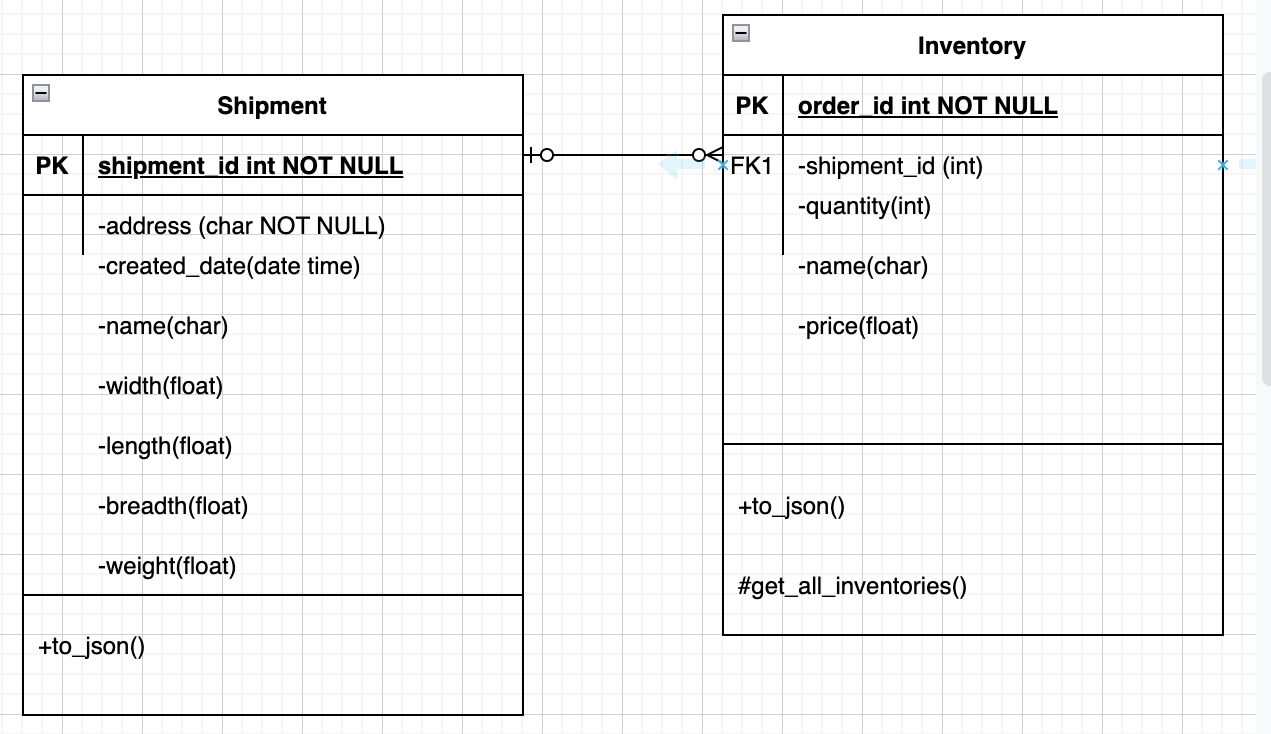 Shipment
PK shipment_id int NOT NULL
-address (char NOT NULL)
-created_date(date time)
-name(char)
-width(float)
-length(float)
-breadth(float)
-weight(float)
+to_json()
Inventory
PK order_id int NOT NULL
FK1 -shipment_id (int)
-quantity(int)
-name(char)
-price(float)
+to_json()
#get_all_inventories()